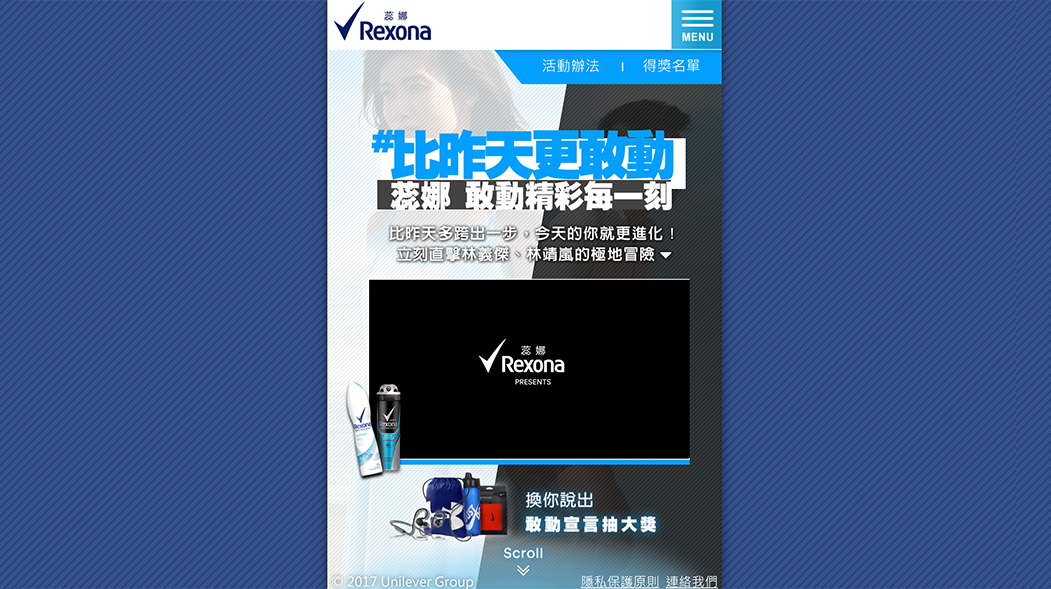 蕊娜
Rexona
MENU
活動辦法 | 得獎名單
#比昨天更敢動
蕊娜 敢動精彩每一刻
比昨天多跨出一步，今天的你就更進化！
立刻直擊林義傑、林靖嵐的極地冒險
蕊娜
Rexona
PRESENTS
Rexona
Rexona
換你說出
敢動宣言抽大獎
Scroll
© 2017 Unilever Group
隱私保護原則 連絡我們